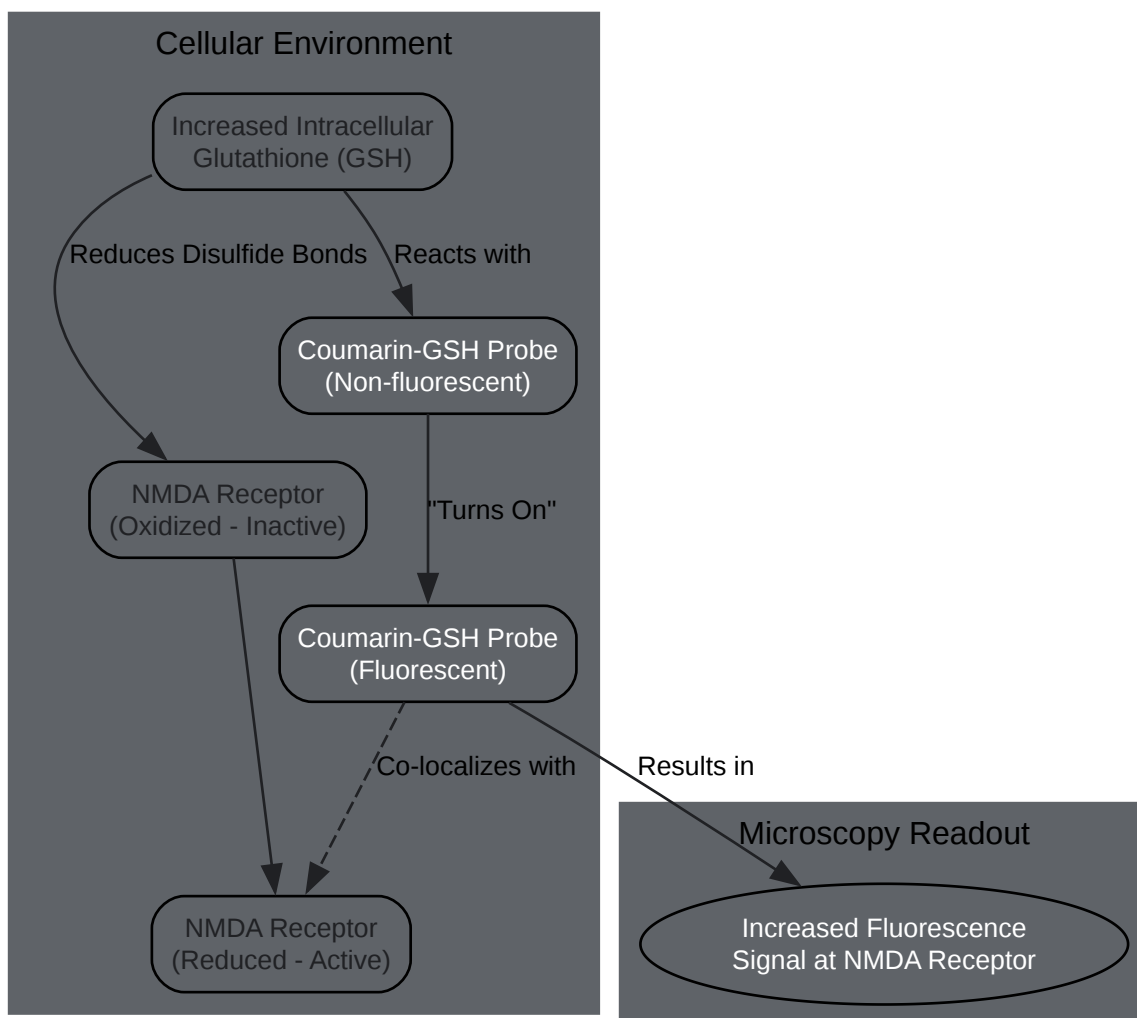 Cellular Environment
Increased Intracellular
Glutathione (GSH)
Reduces Disulfide Bonds
Reacts with
Coumarin-GSH Probe
(Non-fluorescent)
NMDA Receptor
(Oxidized - Inactive)
"Turns On"
Coumarin-GSH Probe
(Fluorescent)
Co-localizes with
Results in
Microscopy Readout
NMDA Receptor
(Reduced - Active)
Increased Fluorescence
Signal at NMDA Receptor